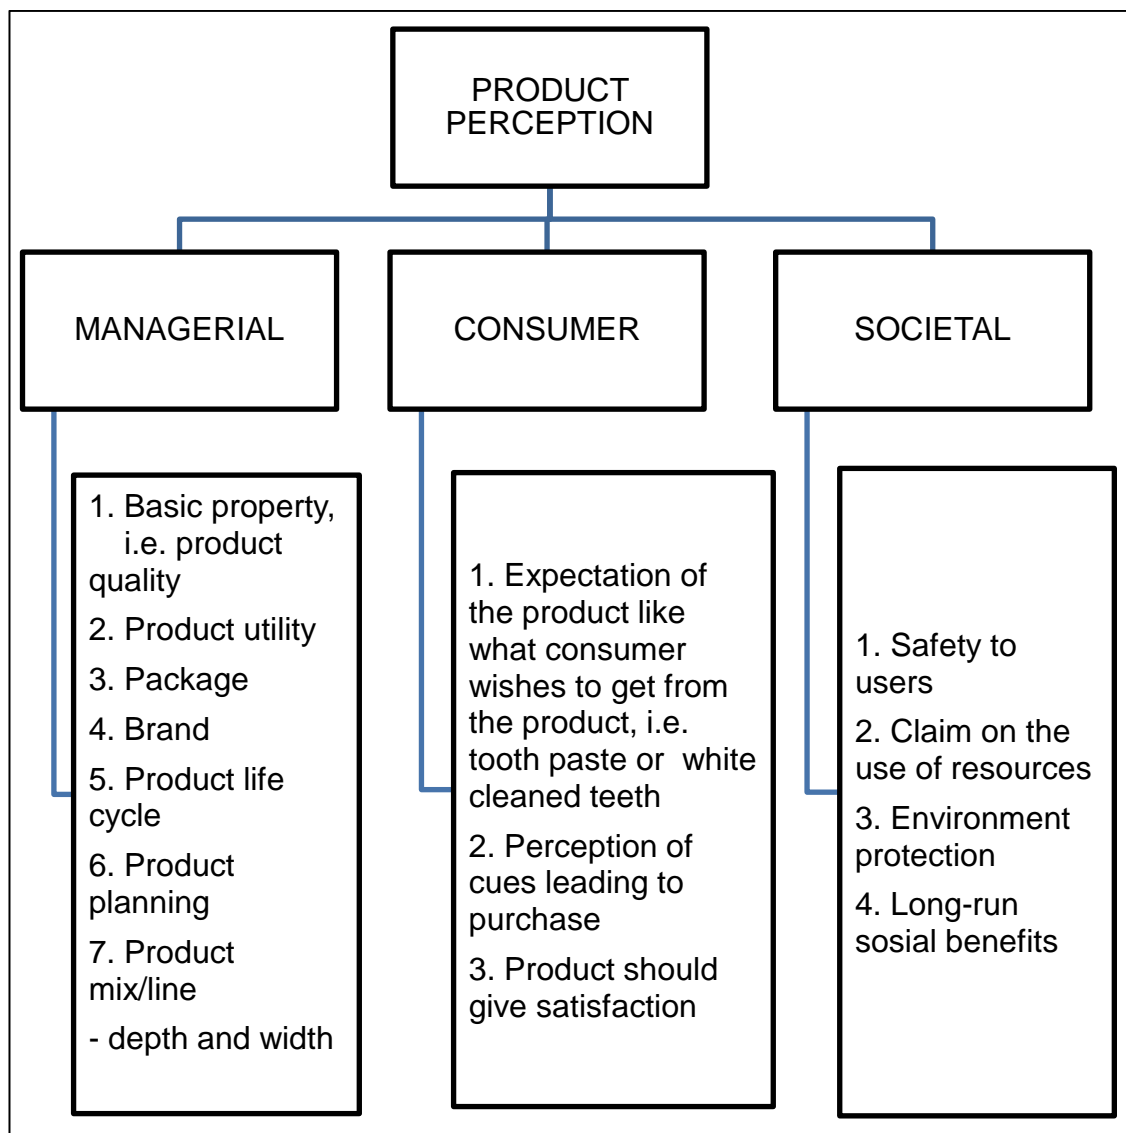 PRODUCT
PERCEPTION
MANAGERIAL
CONSUMER
SOCIETAL
1. Basic property,
i.e. product
quality
2. Product utility
3. Package
4. Brand
5. Product life
cycle
6. Product
planning
7. Product
mix/line
- depth and width
1. Expectation of
the product like
what consumer
wishes to get from
the product, i.e.
tooth paste or white
cleaned teeth
2. Perception of
cues leading to
purchase
3. Product should
give satisfaction
1. Safety to
users
2. Claim on the
use of resources
3. Environment
protection
4. Long-run
sosial benefits